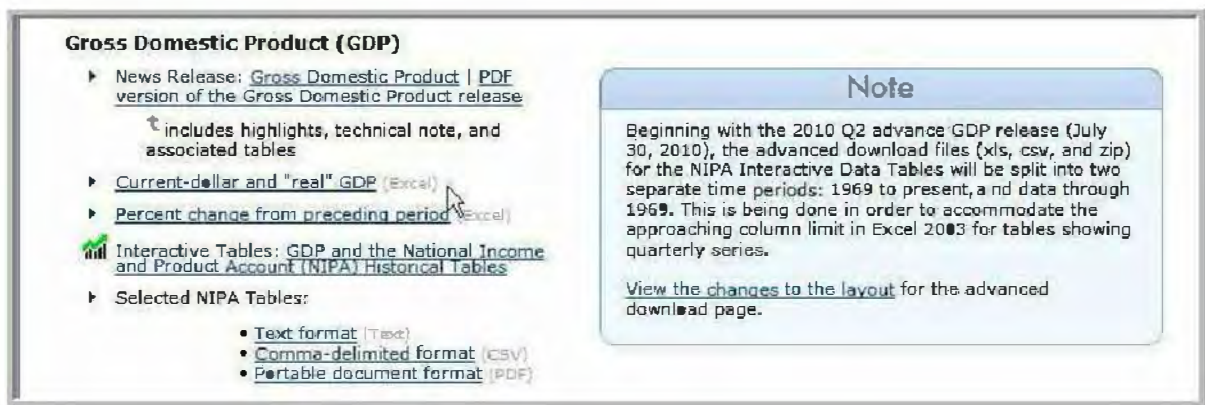 Gross Domestic Product (GDP)
News Release: Gross Domestic Product | PDF
version of the Gross Domestic Product release
includes highlights, technical note, and
associated tables
Current-dollar and "real" GDP (Excel)
Percent change from preceding period (Excel)
Interactive Tables: GDP and the National Income
and Product Account (NIPA) Historical Tables
Selected NIPA Tables:
• Text format (Text)
• Comma-delimited format (CSV)
• Portable document format (PDF)
Note
Beginning with the 2010 Q2 advance GDP release (July
30, 2010), the advanced download files (xls, csv, and zip)
for the NIPA Interactive Data Tables will be split into two
separate time periods: 1969 to present, and data through
1969. This is being done in order to accommodate the
approaching column limit in Excel 2003 for tables showing
quarterly series.
View the changes to the layout for the advanced
download page.